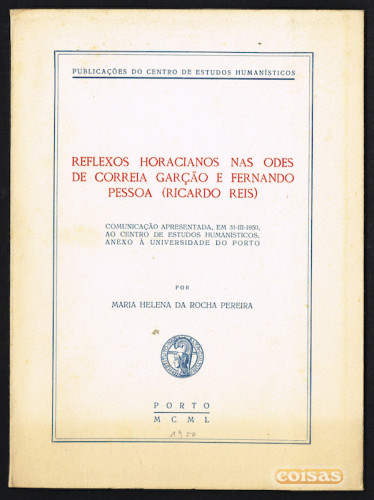 PUBLICAÇÕES DO CENTRO DE ESTUDOS HUMANÍSTICOS
REFLEXOS HORACIANOS NAS ODES
DE CORREIA GARÇÃO E FERNANDO
PESSOA (RICARDO REIS)
COMUNICAÇÃO APRESENTADA, EM 31-III-1950,
AO CENTRO DE ESTUDOS HUMANÍSTICOS,
ANEXO À UNIVERSIDADE DO PORTO
POR
MARIA HELENA DA ROCHA PEREIRA
PORTO
MCML
1950
coisas